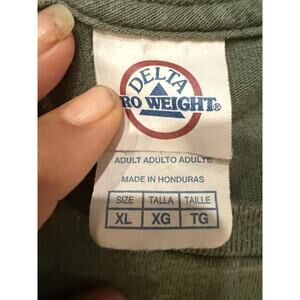 DELTA
RO WEIGHT®
ADULT ADULTO ADULTE
MADE IN HONDURAS
SIZE TALLA TAILLE
XL XG TG